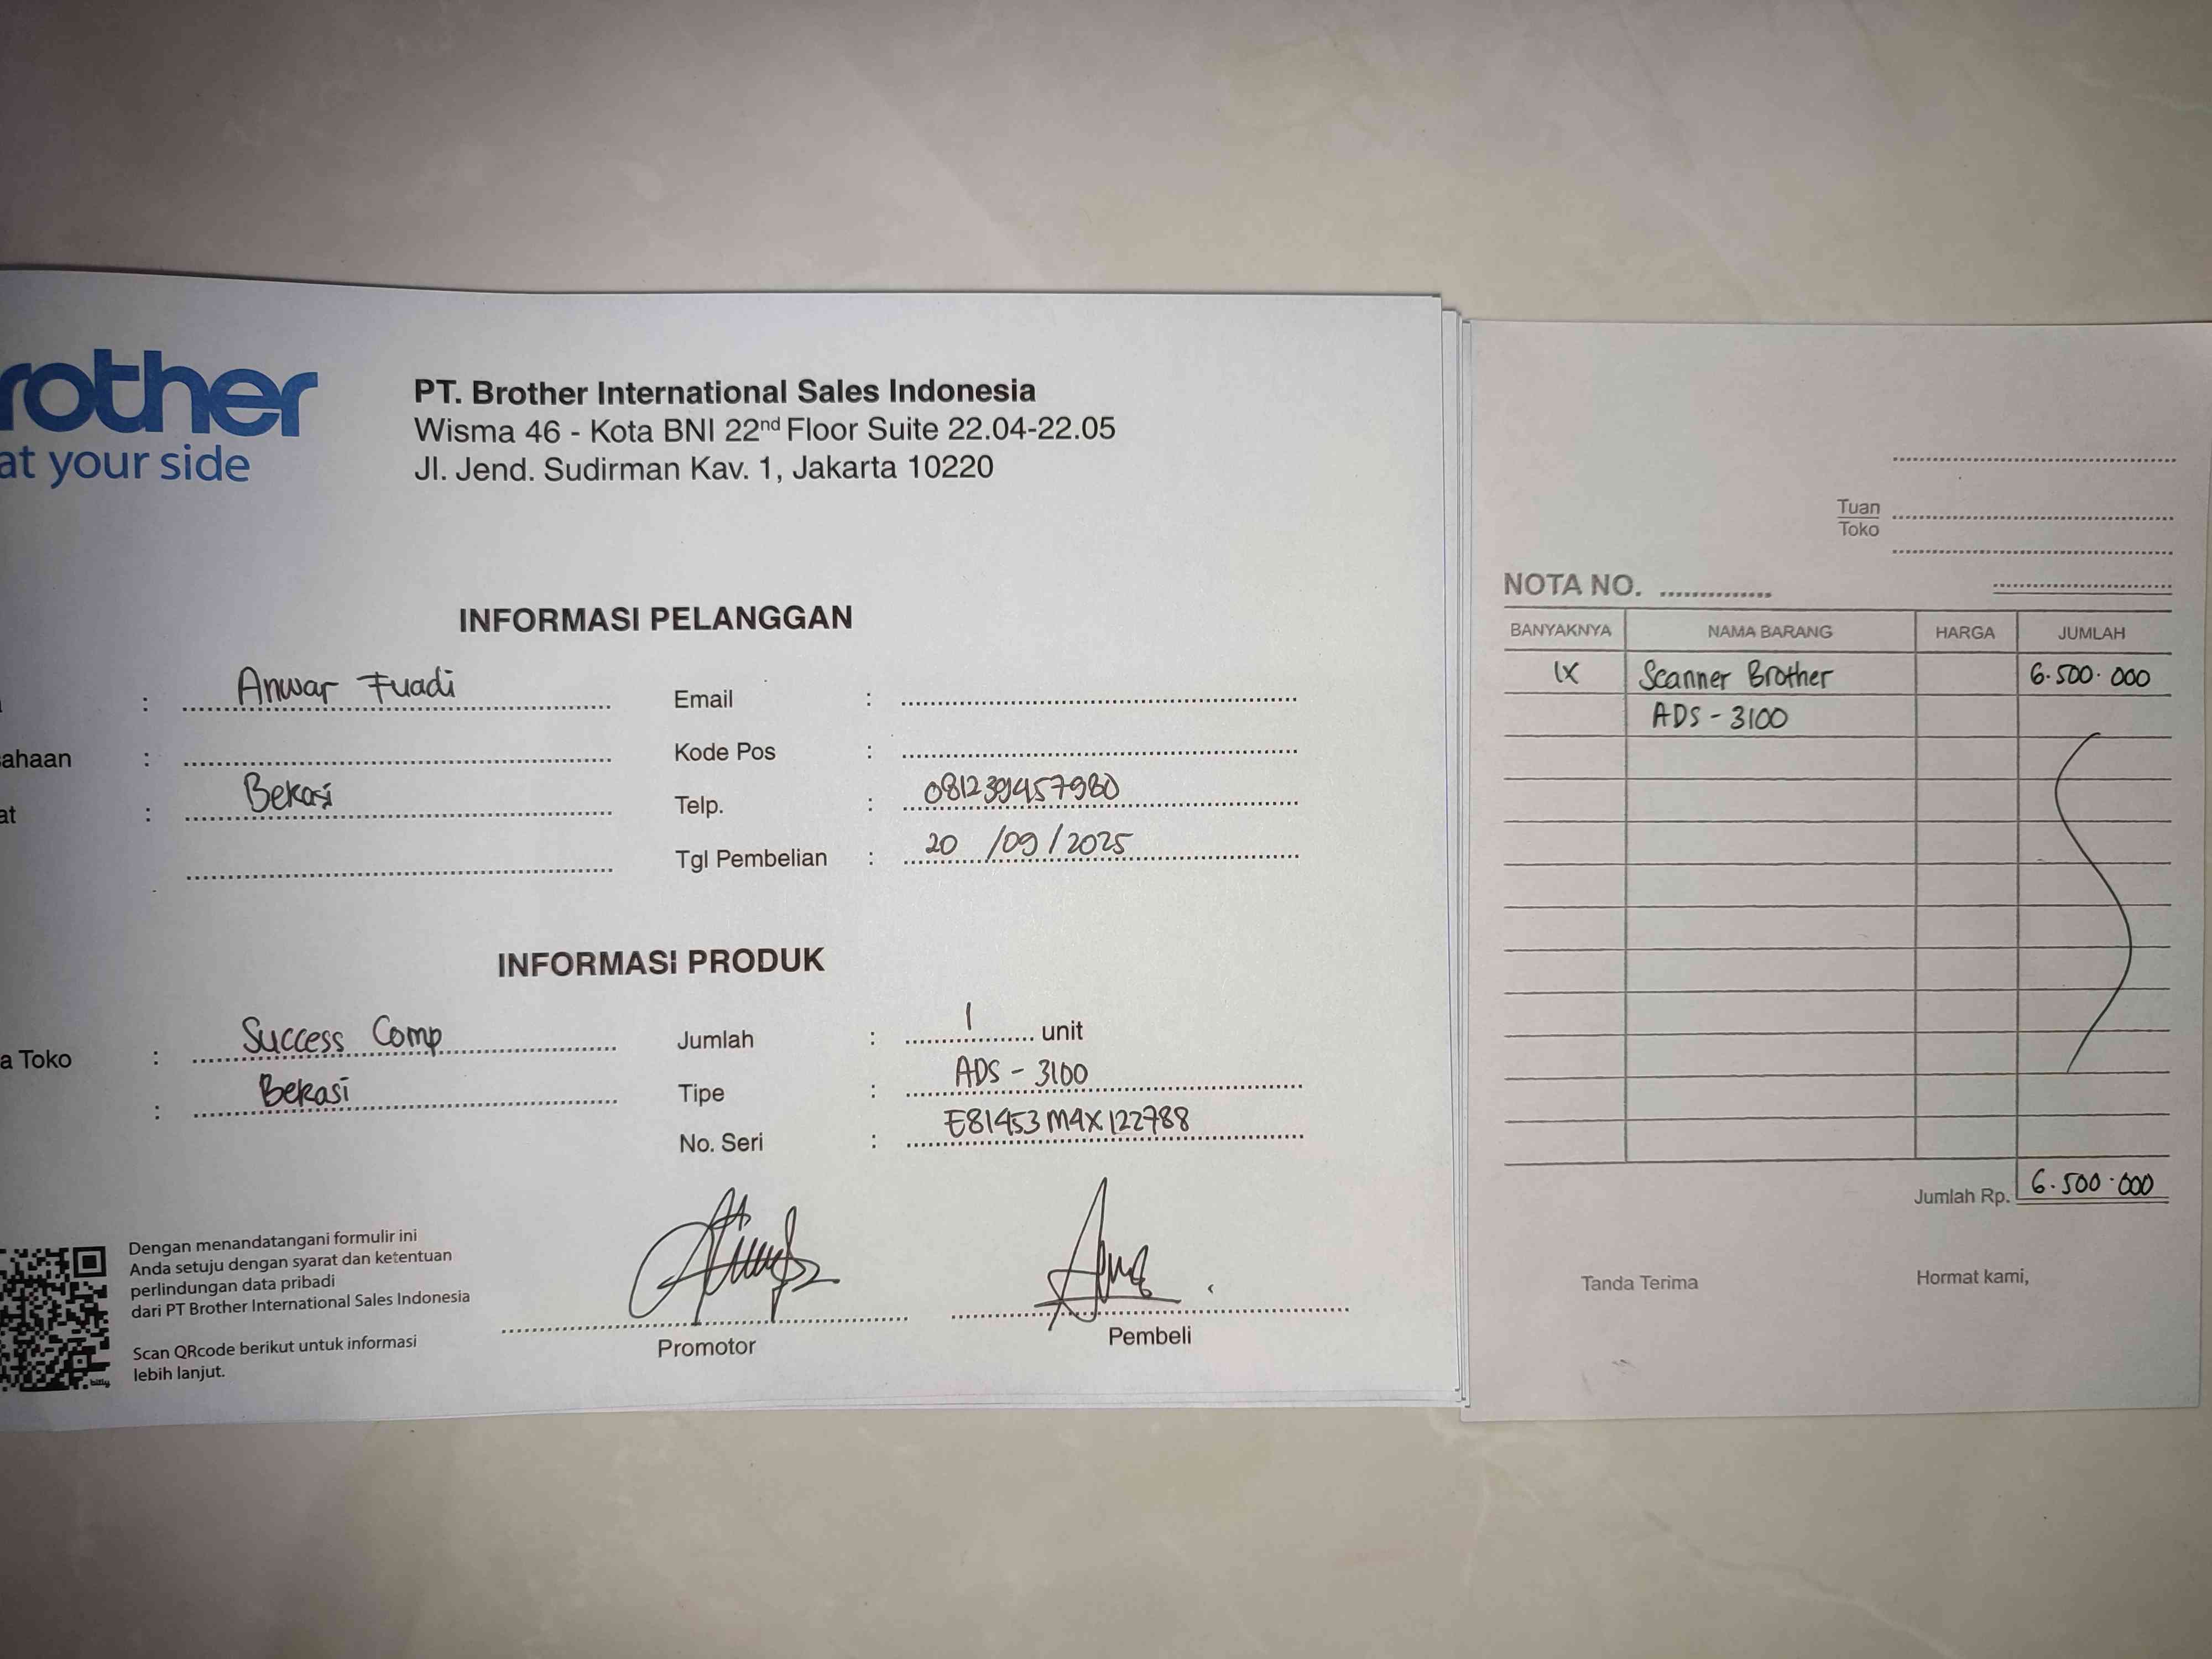 rother
at your side
PT. Brother International Sales Indonesia
Wisma 46 - Kota BNI 22nd Floor Suite 22.04-22.05
Jl. Jend. Sudirman Kav. 1, Jakarta 10220
INFORMASI PELANGGAN
: Anwar Fuadi
ahaan :
at : Bekasi
Email :
Kode Pos :
Telp. : 081239457980
Tgl Pembelian : 20 /09/2025
INFORMASI PRODUK
a Toko : Success Comp
: Bekasi
Jumlah : 1 unit
Tipe : ADS - 3100
No. Seri : E81453M4X122788
Dengan menandatangani formulir ini
Anda setuju dengan syarat dan ketentuan
perlindungan data pribadi
dari PT Brother International Sales Indonesia
Scan QRcode berikut untuk informasi
lebih lanjut.
bitly
Promotor
Pembeli
Tuan
Toko
NOTA NO.
BANYAKNYA NAMA BARANG HARGA JUMLAH
1X Scanner Brother 6.500.000
ADS - 3100
Jumlah Rp. 6.500.000
Tanda Terima
Hormat kami,